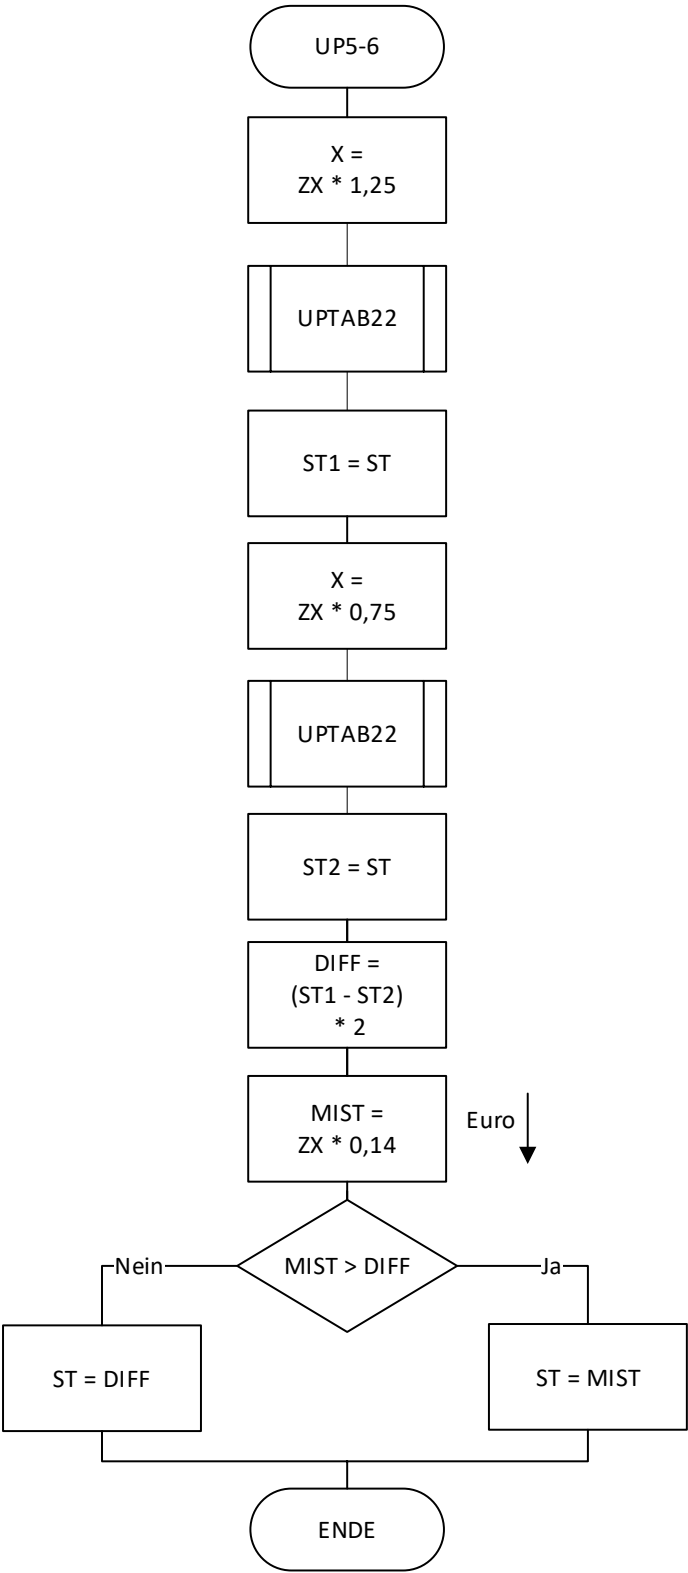 UP5-6
X =
ZX * 1,25
UPTAB22
ST1 = ST
X =
ZX * 0,75
UPTAB22
ST2 = ST
DIFF =
(ST1 - ST2)
* 2
MIST =
ZX * 0,14
Euro
Nein
MIST > DIFF
Ja
ST = DIFF
ST = MIST
ENDE